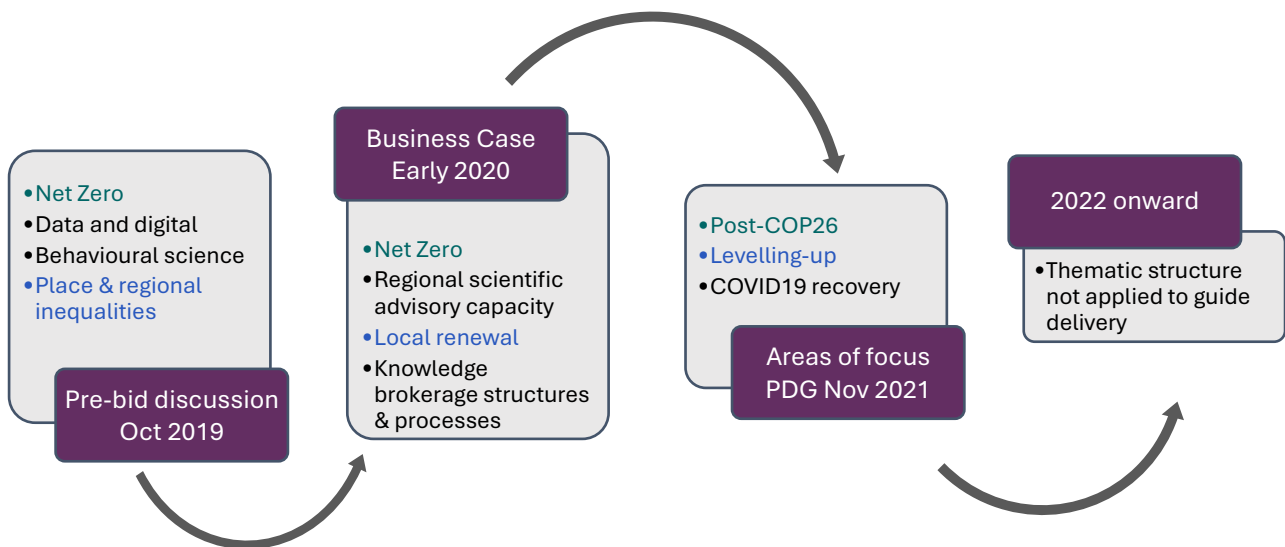 •Net Zero
•Data and digital
•Behavioural science
•Place & regional
inequalities
Pre-bid discussion
Oct 2019
Business Case
Early 2020
•Net Zero
•Regional scientific
advisory capacity
•Local renewal
•Knowledge
brokerage structures
& processes
•Post-COP26
•Levelling-up
•COVID19 recovery
Areas of focus
PDG Nov 2021
2022 onward
•Thematic structure
not applied to guide
delivery